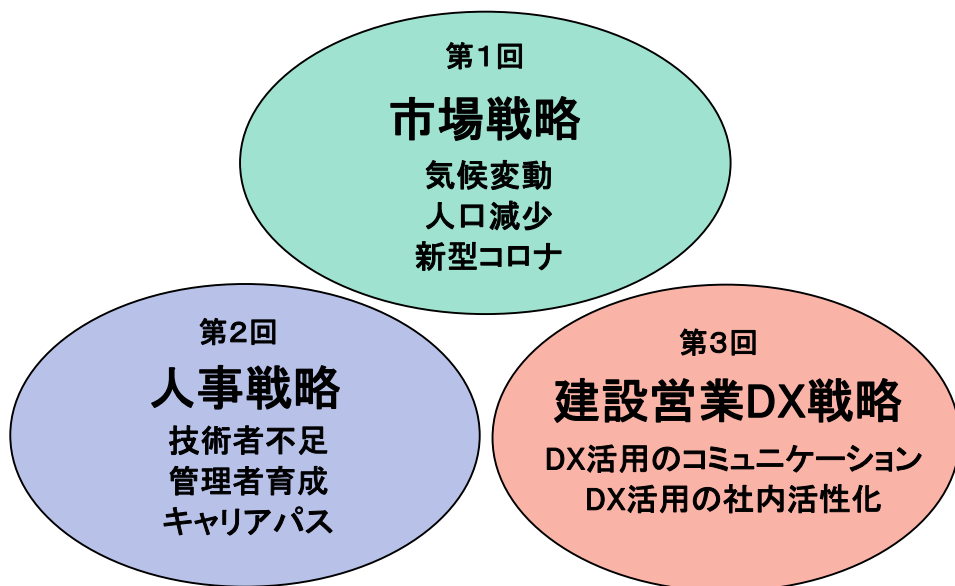 第1回
市場戦略
気候変動
人口減少
新型コロナ
第2回
人事戦略
技術者不足
管理者育成
キャリアパス
第3回
建設営業DX戦略
DX活用のコミュニケーション
DX活用の社内活性化